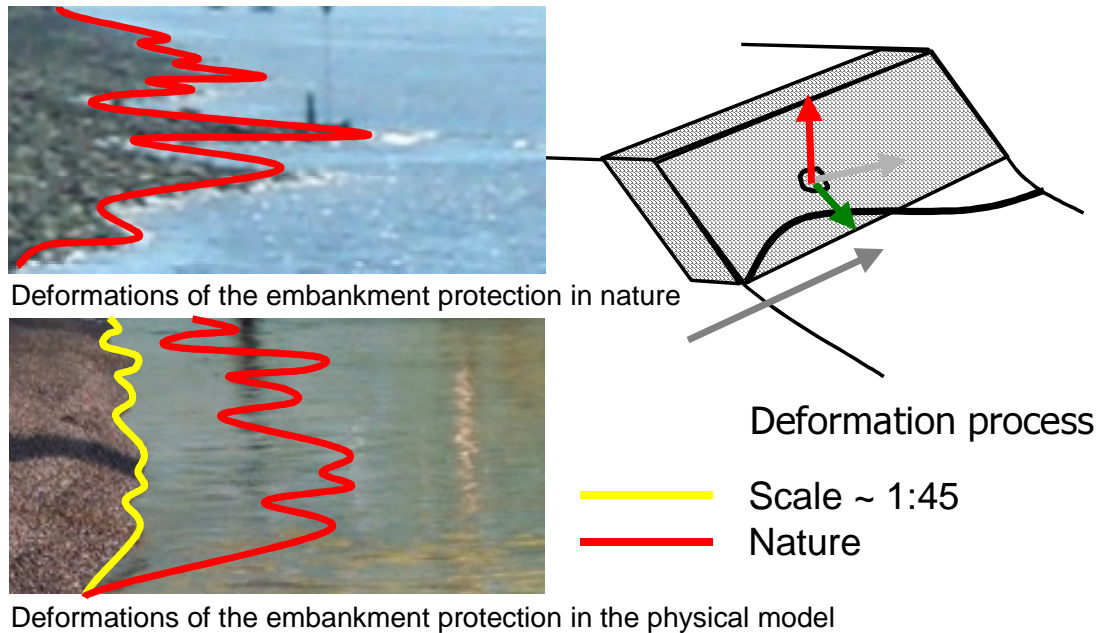 Deformations of the embankment protection in nature
Deformations of the embankment protection in the physical model
Deformation process
Scale ~ 1:45
Nature